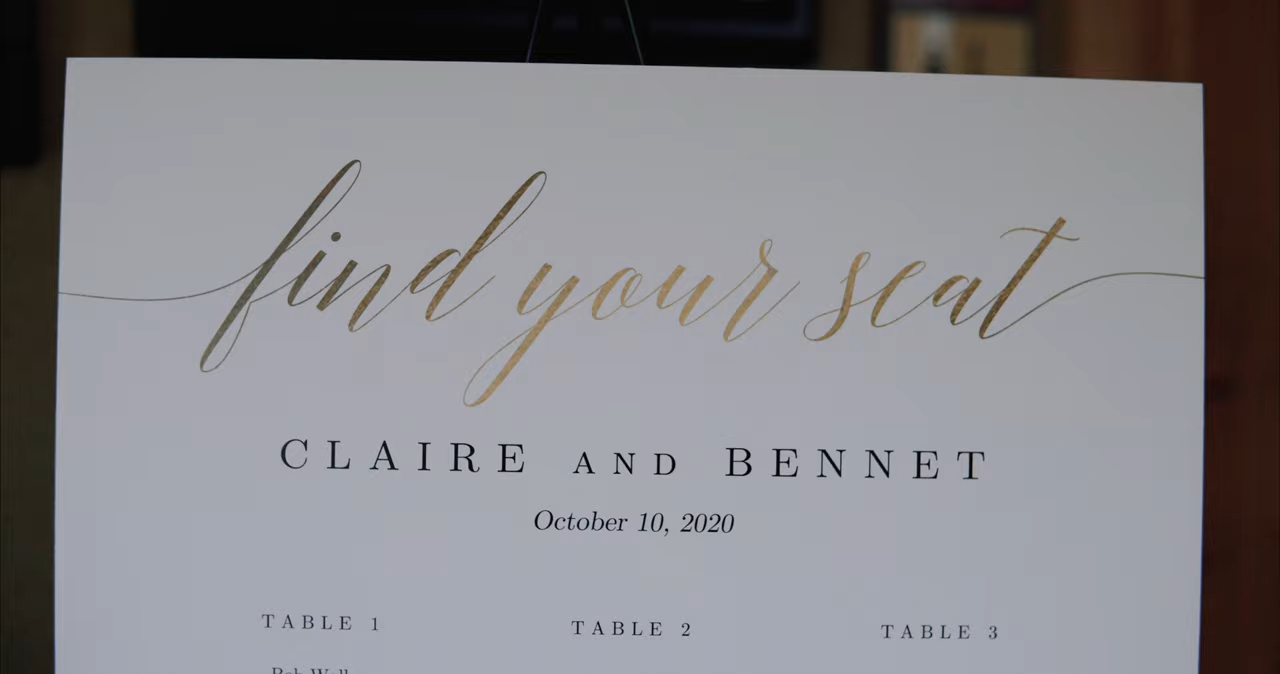 find your seat
CLAIRE AND BENNET
October 10, 2020
TABLE 1 TABLE 2 TABLE 3